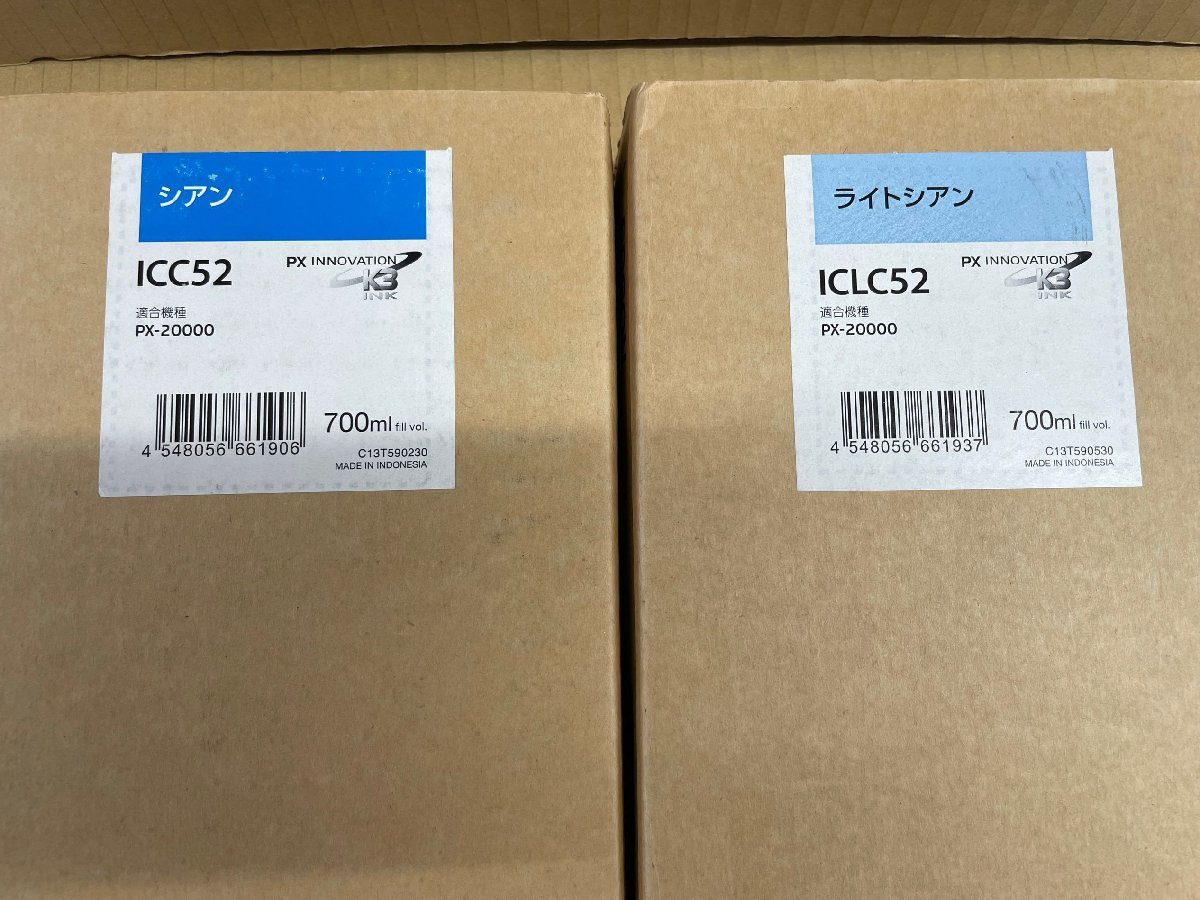 シアン
ICC52
PX INNOVATION
K3
INK
適合機種
PX-20000
4 548056 661906
700ml fill vol.
C13T590230
MADE IN INDONESIA
ライトシアン
ICLC52
PX INNOVATION
K3
INK
適合機種
PX-20000
4 548056 661937
700ml fill vol.
C13T590530
MADE IN INDONESIA